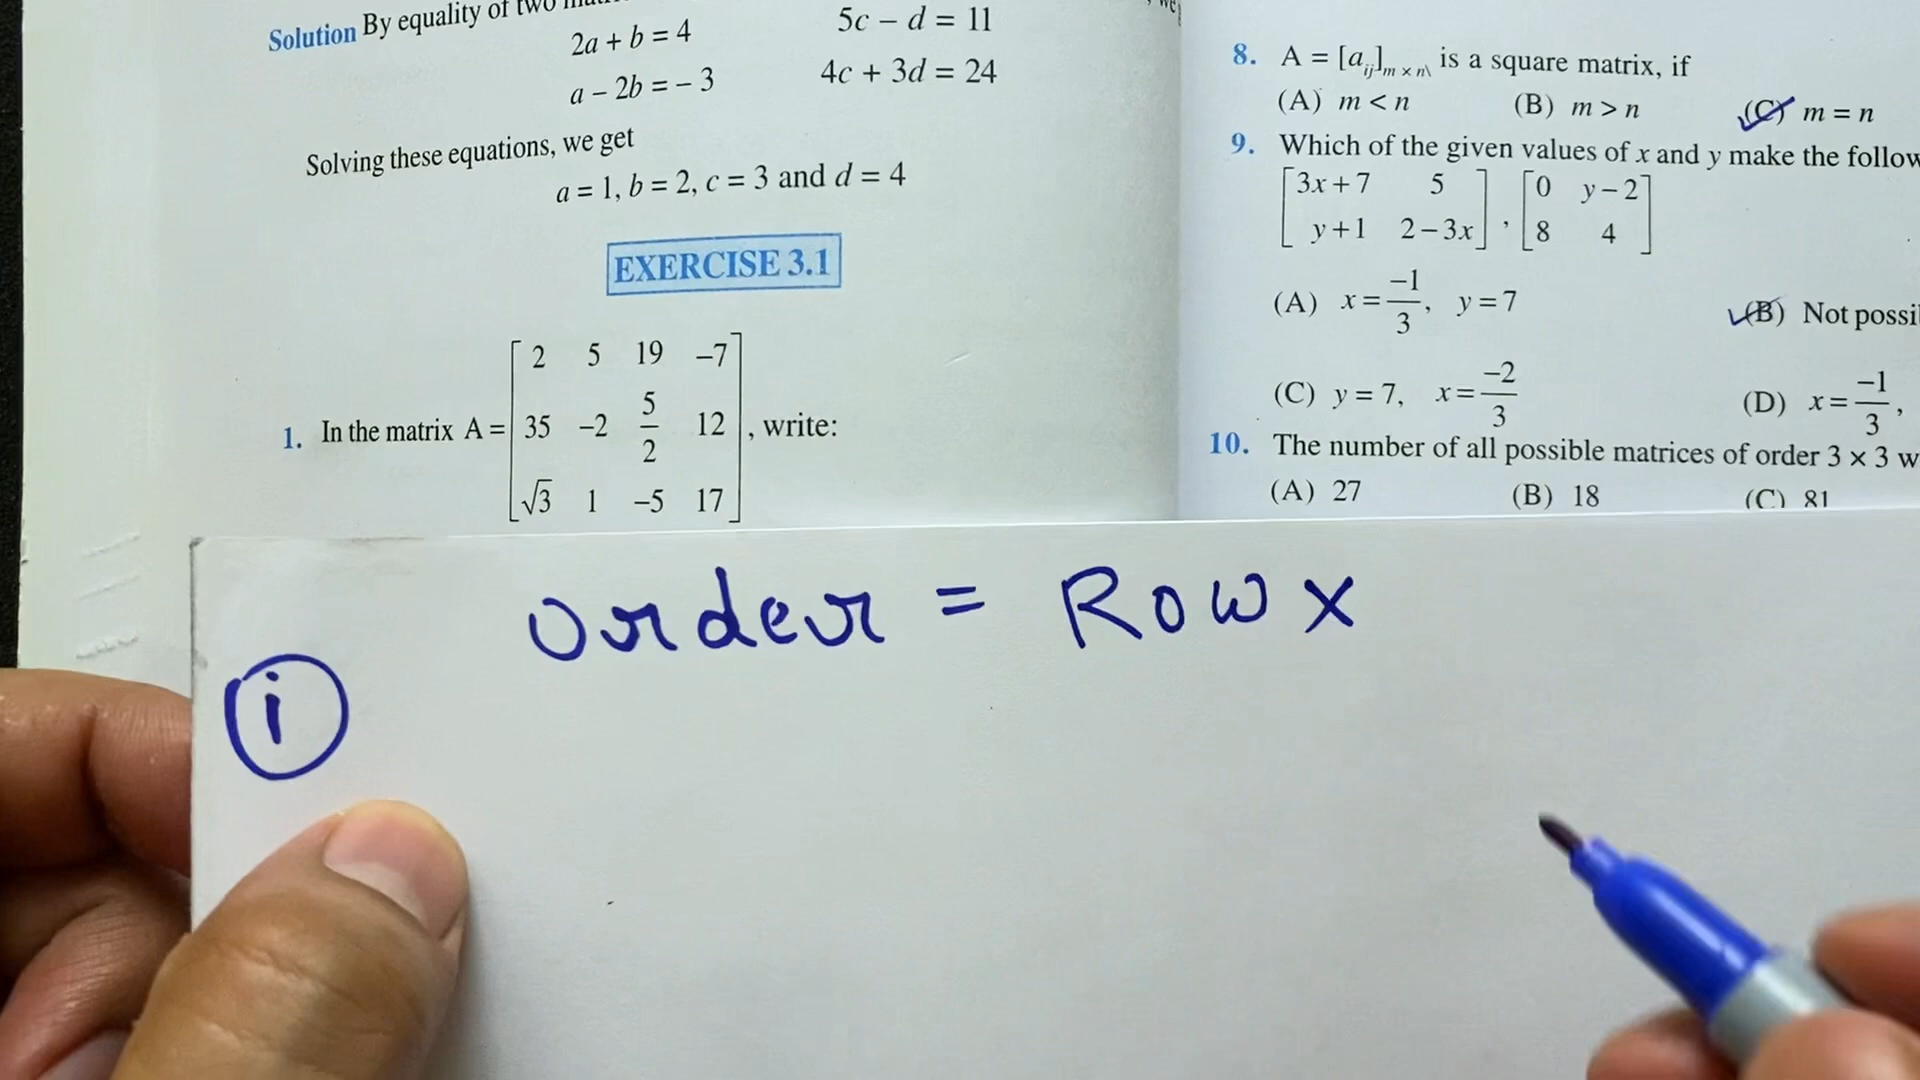 Solution By equality of two
2a + b = 4 5c – d = 11
a – 2b = – 3 4c + 3d = 24
Solving these equations, we get
a = 1, b = 2, c = 3 and d = 4
EXERCISE 3.1
1. In the matrix A = [2 5 19 –7
35 –2 5/2 12
√3 1 –5 17], write:
8. A = [a_ij]_m × n\ is a square matrix, if
(A) m < n (B) m > n (C) m = n
9. Which of the given values of x and y make the
[3x + 7 5
y + 1 2 – 3x] , [0 y – 2
8 4]
(A) x = –1/3, y = 7 (B) Not
(C) y = 7, x = –2/3 (D) x = –1/3,
10. The number of all possible matrices of order 3 × 3
(A) 27 (B) 18 (C) 81
order = Row ×
i